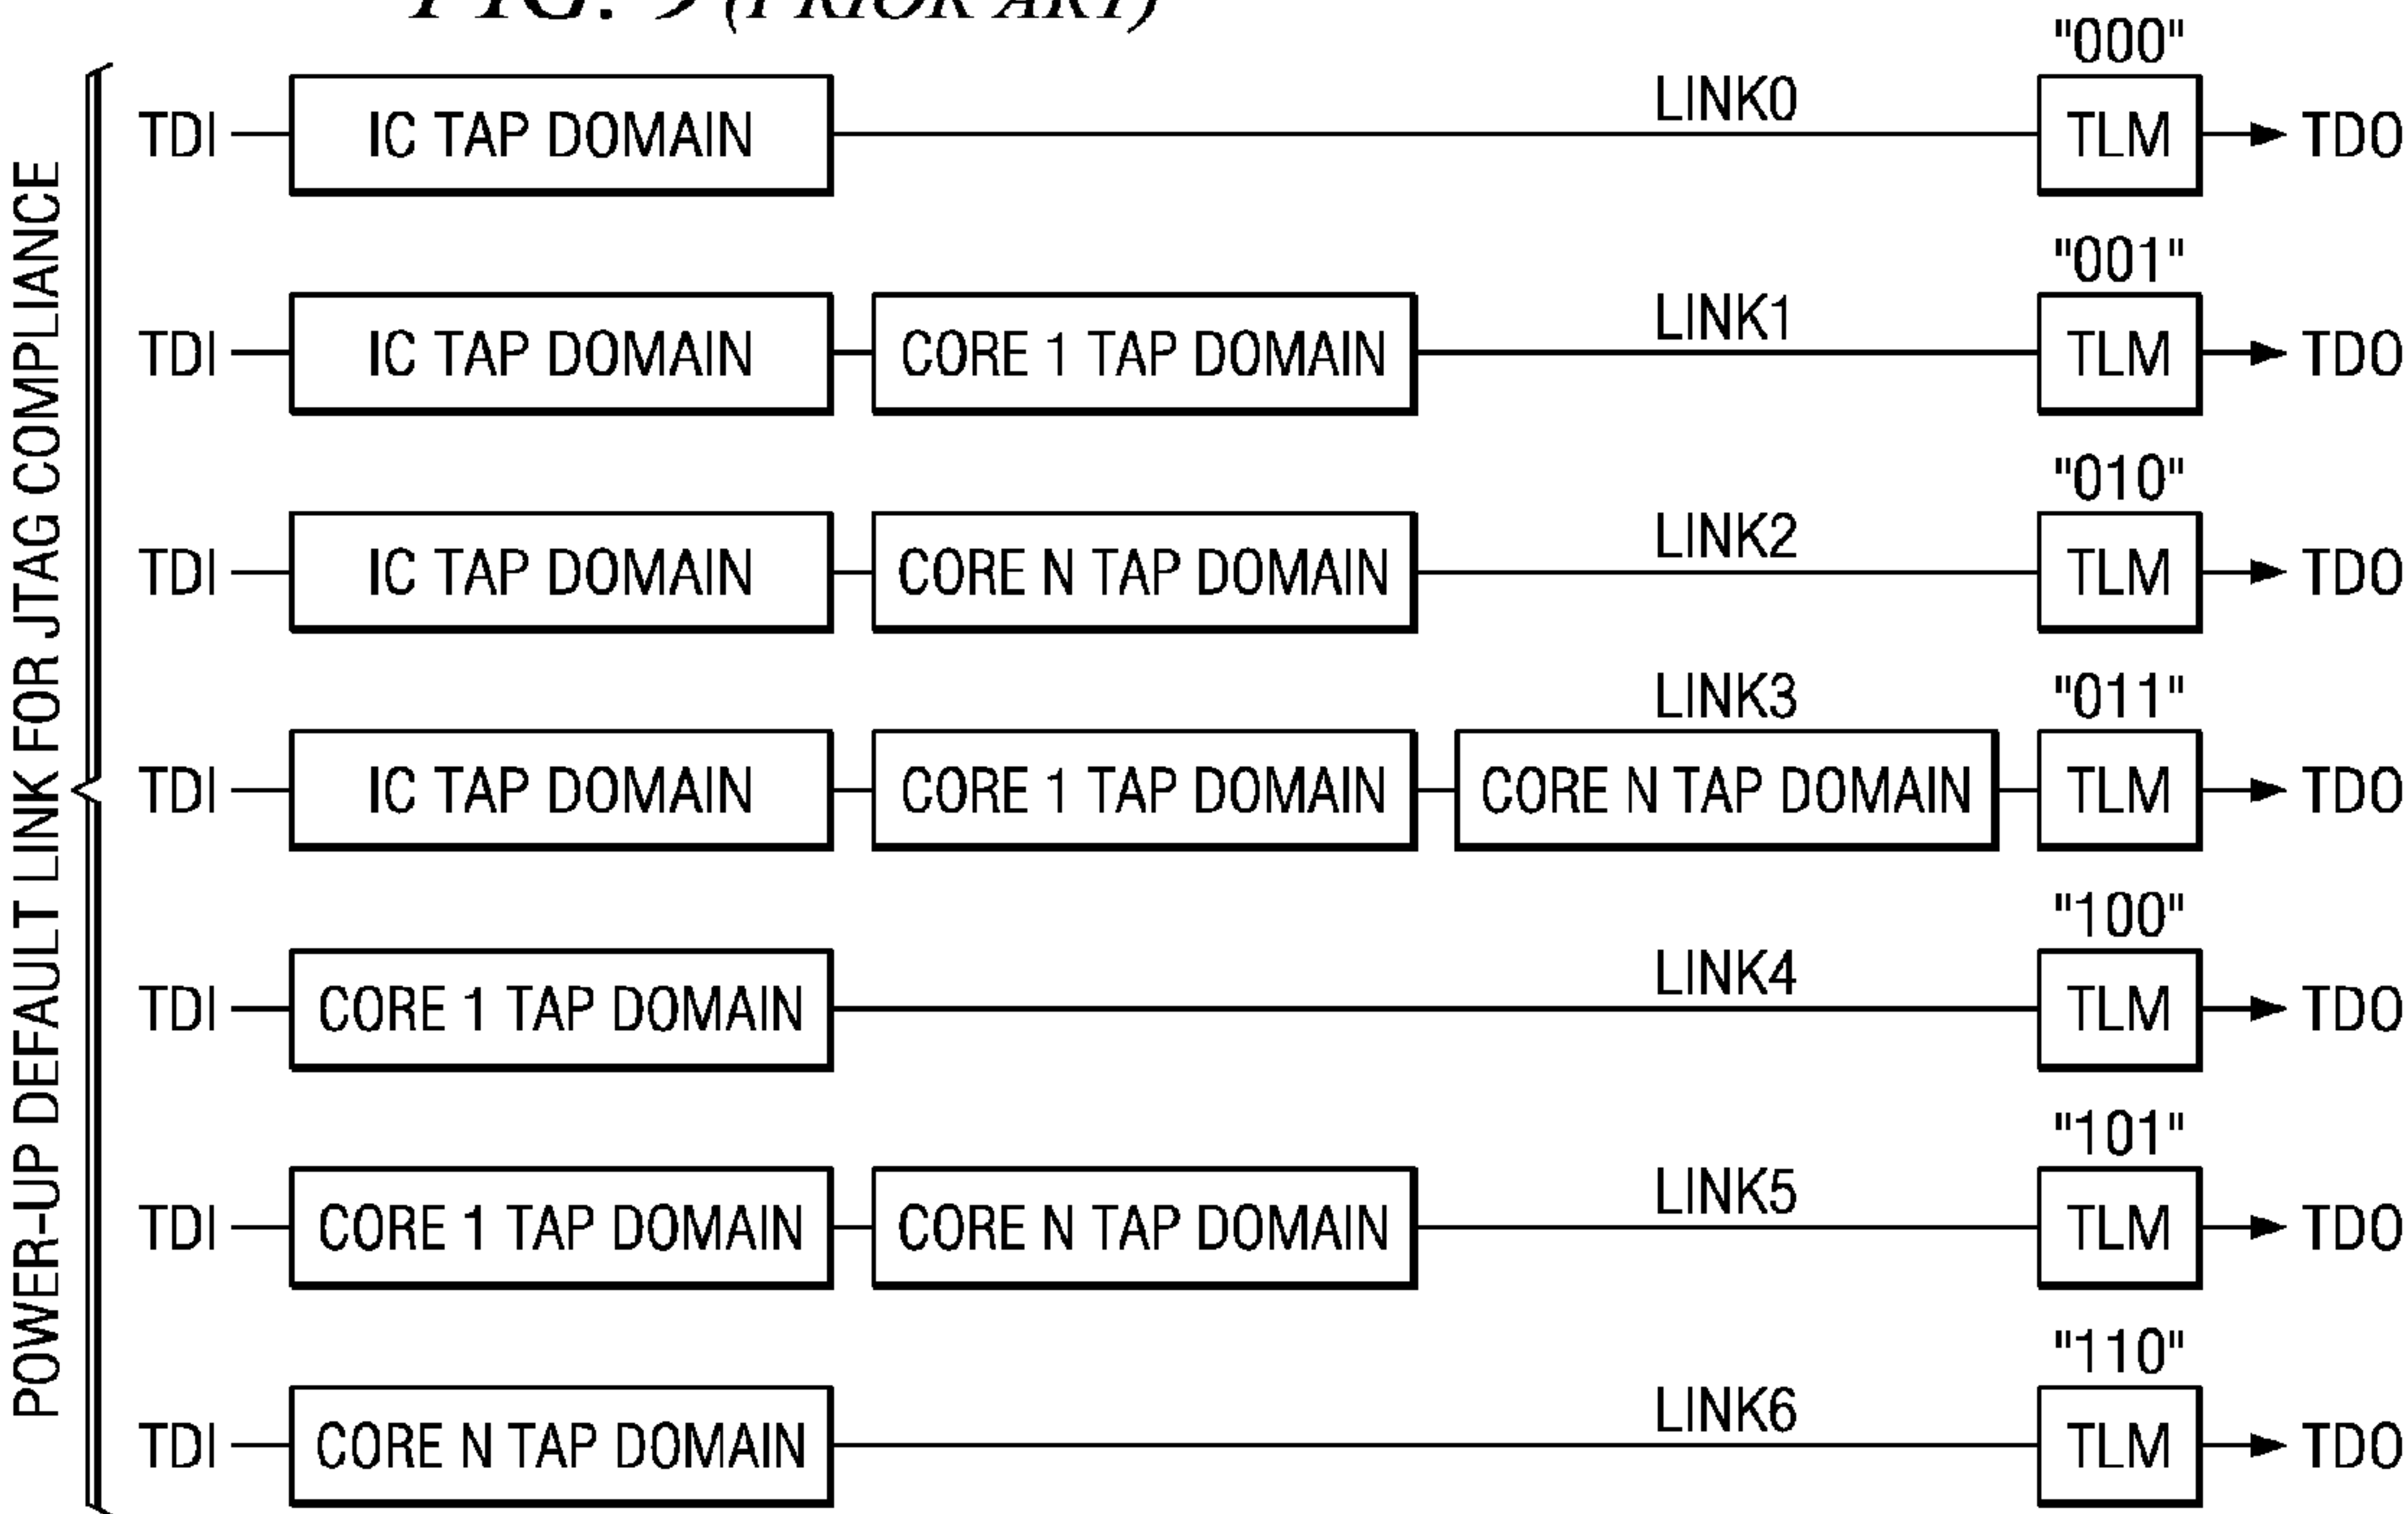 FIG. 9 (PRIOR ART)
POWER-UP DEFAULT LINK FOR JTAG COMPLIANCE
"000"
TDI IC TAP DOMAIN LINK0 TLM TDO
"001"
TDI IC TAP DOMAIN CORE 1 TAP DOMAIN LINK1 TLM TDO
"010"
TDI IC TAP DOMAIN CORE N TAP DOMAIN LINK2 TLM TDO
LINK3 "011"
TDI IC TAP DOMAIN CORE 1 TAP DOMAIN CORE N TAP DOMAIN TLM TDO
"100"
TDI CORE 1 TAP DOMAIN LINK4 TLM TDO
"101"
TDI CORE 1 TAP DOMAIN CORE N TAP DOMAIN LINK5 TLM TDO
"110"
TDI CORE N TAP DOMAIN LINK6 TLM TDO